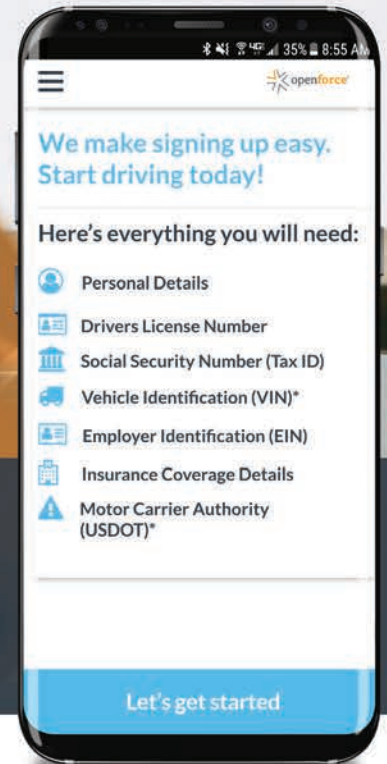 35% 8:55 AM
openforce
We make signing up easy.
Start driving today!
Here's everything you will need:
Personal Details
Drivers License Number
Social Security Number (Tax ID)
Vehicle Identification (VIN)*
Employer Identification (EIN)
Insurance Coverage Details
Motor Carrier Authority
(USDOT)*
Let's get started